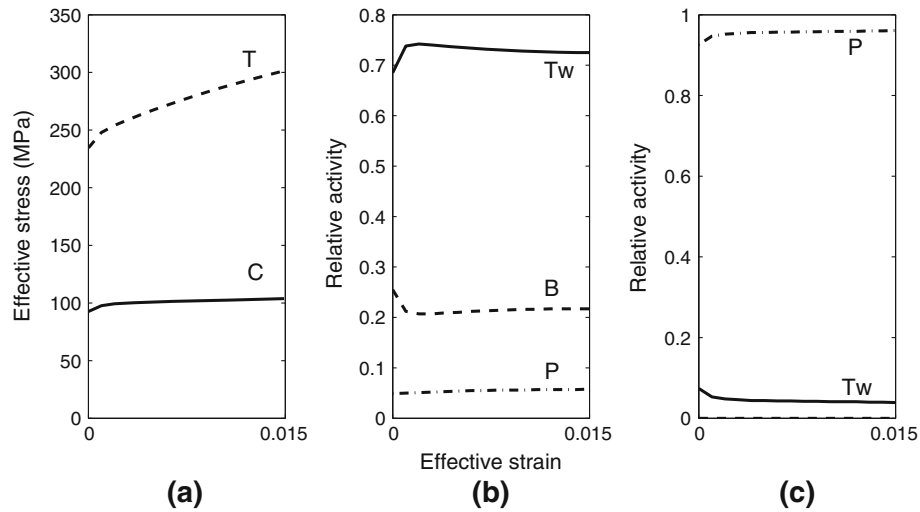 Effective stress (MPa)
400
350
300
250
200
150
100
50
0
T
C
0
0.015
(a)
Relative activity
0.8
0.7
0.6
0.5
0.4
0.3
0.2
0.1
0
Tw
B
P
0
0.015
Effective strain
(b)
Relative activity
1
0.8
0.6
0.4
0.2
0
P
Tw
0
0.015
(c)